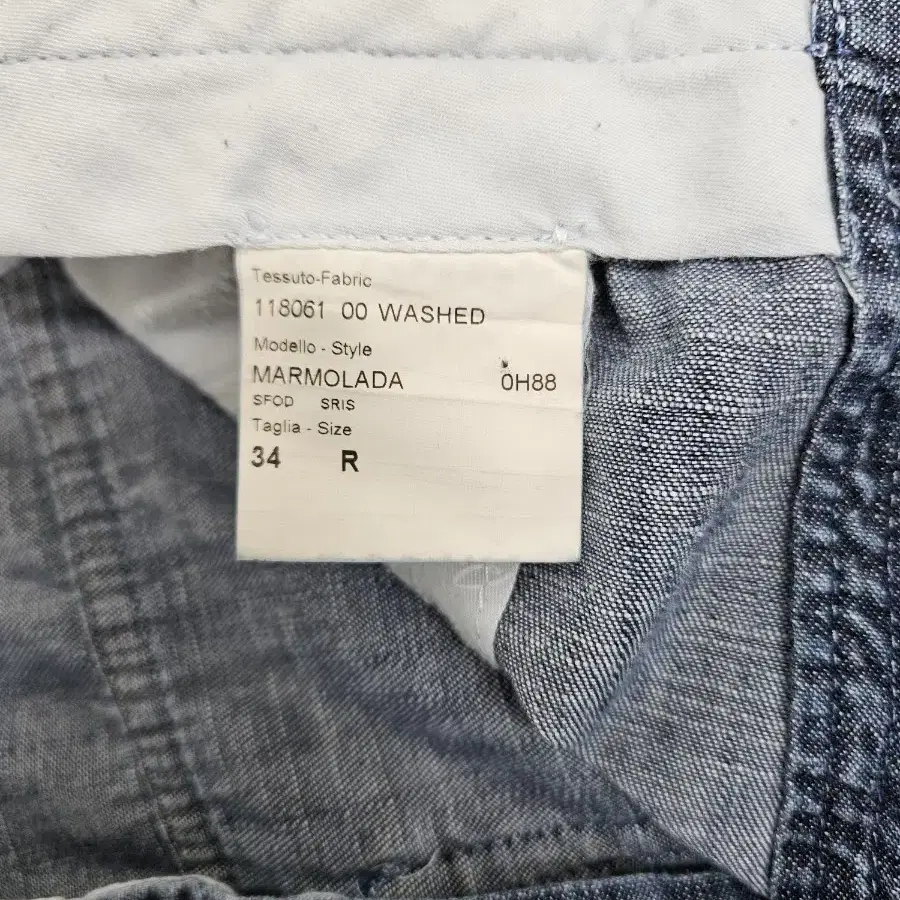 Tessuto-Fabric
118061 00 WASHED
Modello - Style
MARMOLADA 0H88
SFOD SRIS
Taglia - Size
34 R